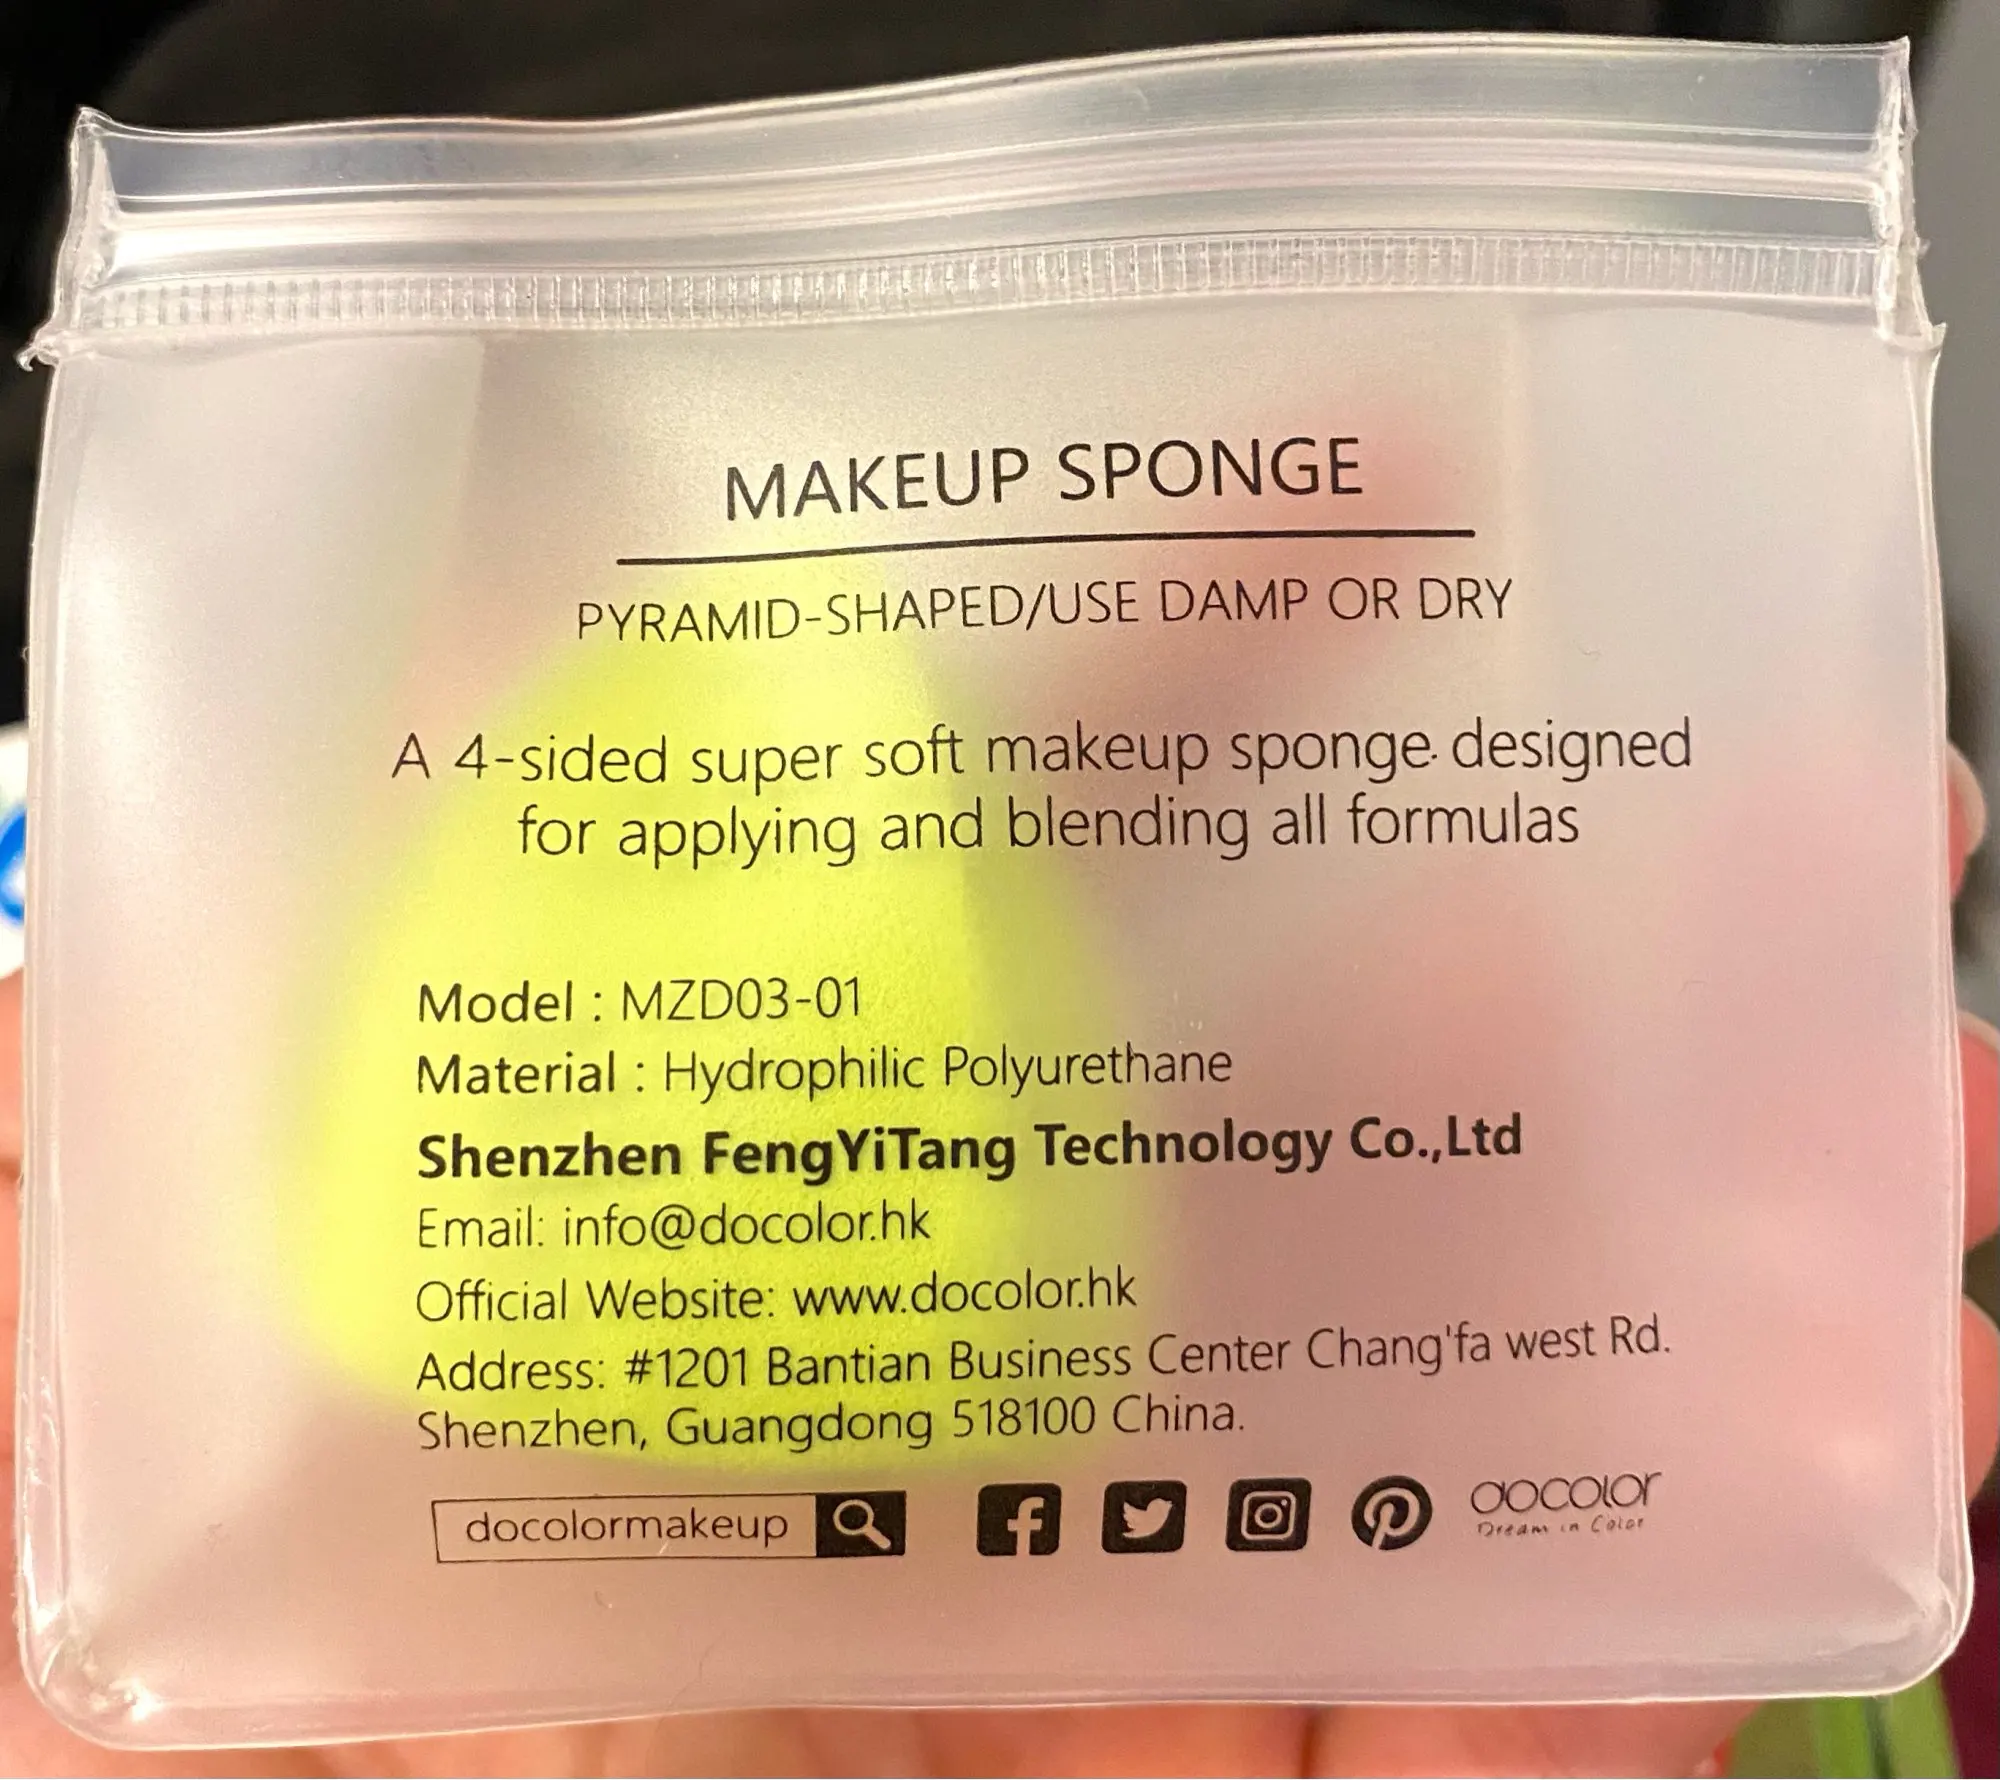 MAKEUP SPONGE
PYRAMID-SHAPED/USE DAMP OR DRY
A 4-sided super soft makeup sponge designed
for applying and blending all formulas
Model : MZD03-01
Material : Hydrophilic Polyurethane
Shenzhen FengYiTang Technology Co.,Ltd
Email: info@docolor.hk
Official Website: www.docolor.hk
Address: #1201 Bantian Business Center Chang'fa west Rd.
Shenzhen, Guangdong 518100 China.
docolormakeup
docolor
Dream in Color